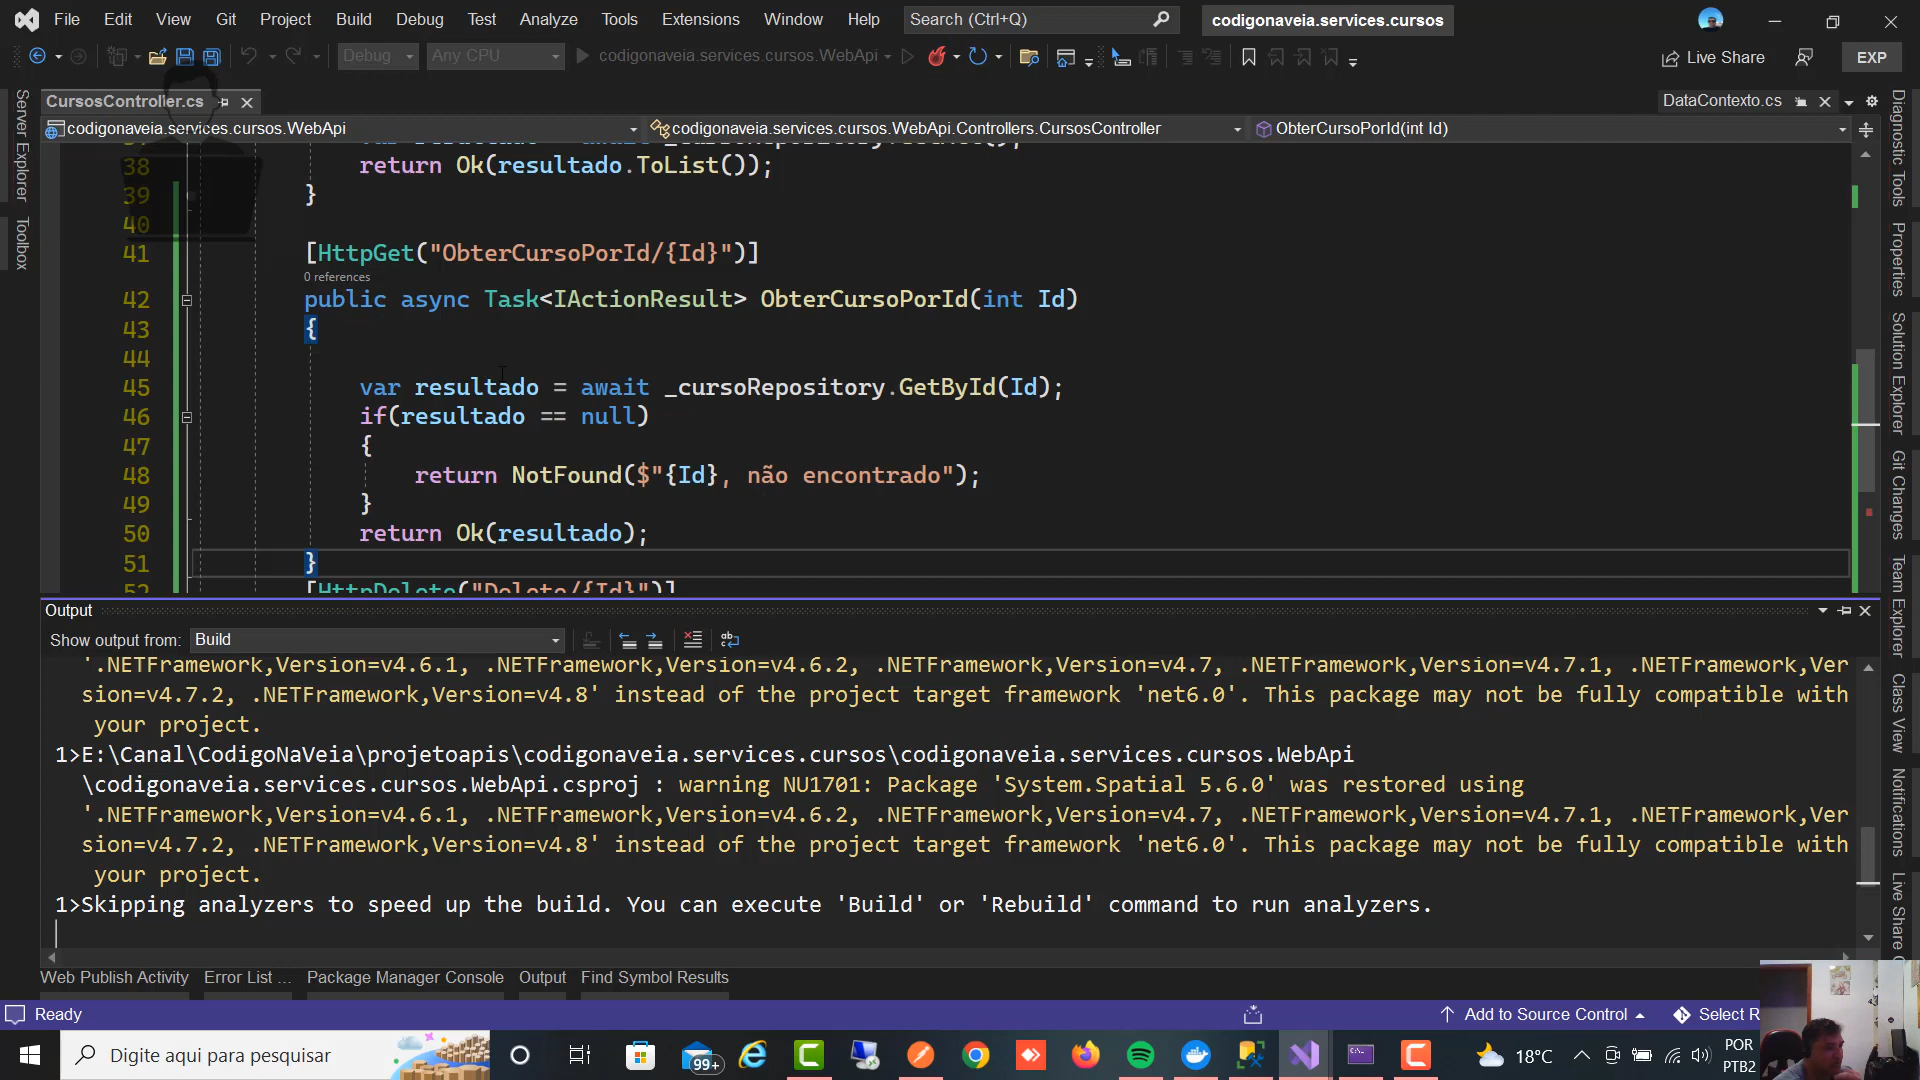 File Edit View Git Project Build Debug Test Analyze Tools Extensions Window Help Search (Ctrl+Q) codigonaveia.services.cursos
Debug Any CPU codigonaveia.services.cursos.WebApi Live Share EXP
CursosController.cs DataContexto.cs
codigonaveia.services.cursos.WebApi codigonaveia.services.cursos.WebApi.Controllers.CursosController ObterCursoPorId(int Id)
38 return Ok(resultado.ToList());
39 }
40
41 [HttpGet("ObterCursoPorId/{Id}")]
0 references
42 public async Task<IActionResult> ObterCursoPorId(int Id)
43 {
44
45 var resultado = await _cursoRepository.GetById(Id);
46 if(resultado == null)
47 {
48 return NotFound($"{Id}, não encontrado");
49 }
50 return Ok(resultado);
51 }
52 [HttpDelete("Delete/{Id}")]
Output
Show output from: Build
'.NETFramework,Version=v4.6.1, .NETFramework,Version=v4.6.2, .NETFramework,Version=v4.7, .NETFramework,Version=v4.7.1, .NETFramework,Ver
sion=v4.7.2, .NETFramework,Version=v4.8' instead of the project target framework 'net6.0'. This package may not be fully compatible with
your project.
1>E:\Canal\CodigoNaVeia\projetoapis\codigonaveia.services.cursos\codigonaveia.services.cursos.WebApi
\codigonaveia.services.cursos.WebApi.csproj : warning NU1701: Package 'System.Spatial 5.6.0' was restored using
'.NETFramework,Version=v4.6.1, .NETFramework,Version=v4.6.2, .NETFramework,Version=v4.7, .NETFramework,Version=v4.7.1, .NETFramework,Ver
sion=v4.7.2, .NETFramework,Version=v4.8' instead of the project target framework 'net6.0'. This package may not be fully compatible with
your project.
1>Skipping analyzers to speed up the build. You can execute 'Build' or 'Rebuild' command to run analyzers.
Web Publish Activity Error List ... Package Manager Console Output Find Symbol Results
Ready Add to Source Control Select R
Digite aqui para pesquisar 99+ 18°C POR
PTB2
Server Explorer
Toolbox
Diagnostic Tools
Properties
Solution Explorer
Git Changes
Team Explorer
Class View
Notifications
Live Share